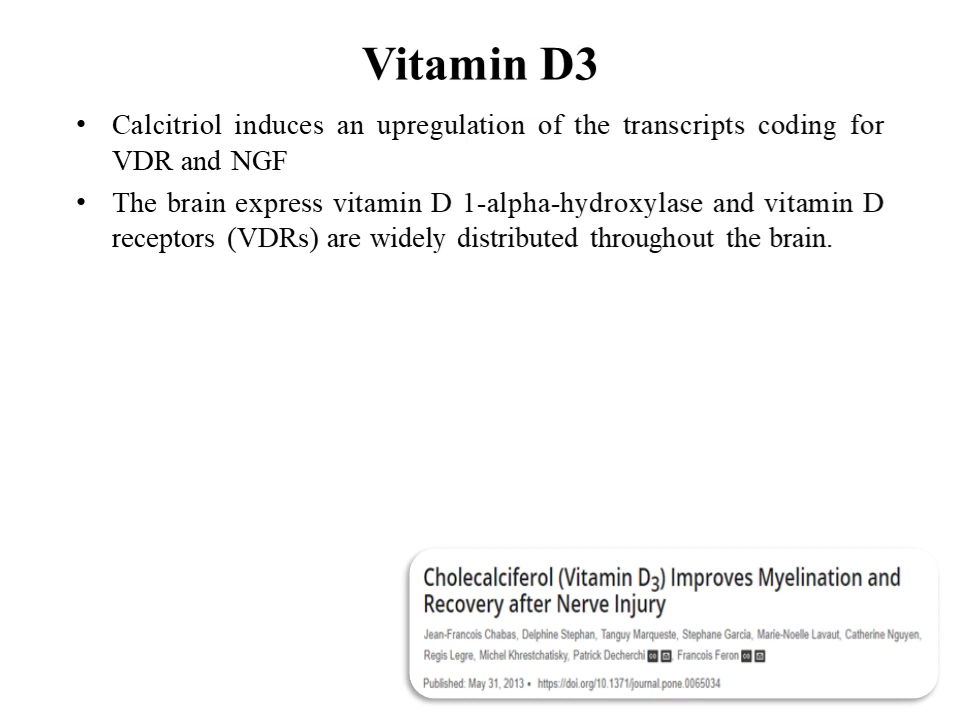 Vitamin D3
• Calcitriol induces an upregulation of the transcripts coding for
VDR and NGF
• The brain express vitamin D 1-alpha-hydroxylase and vitamin D
receptors (VDRs) are widely distributed throughout the brain.
Cholecalciferol (Vitamin D3) Improves Myelination and
Recovery after Nerve Injury
Jean-Francois Chabas, Delphine Stephan, Tanguy Marqueste, Stephane Garcia, Marie-Noelle Lavaut, Catherine Nguyen,
Regis Legre, Michel Khrestchatisky, Patrick Decherchi, Francois Feron
Published: May 31, 2013 • https://doi.org/10.1371/journal.pone.0065034